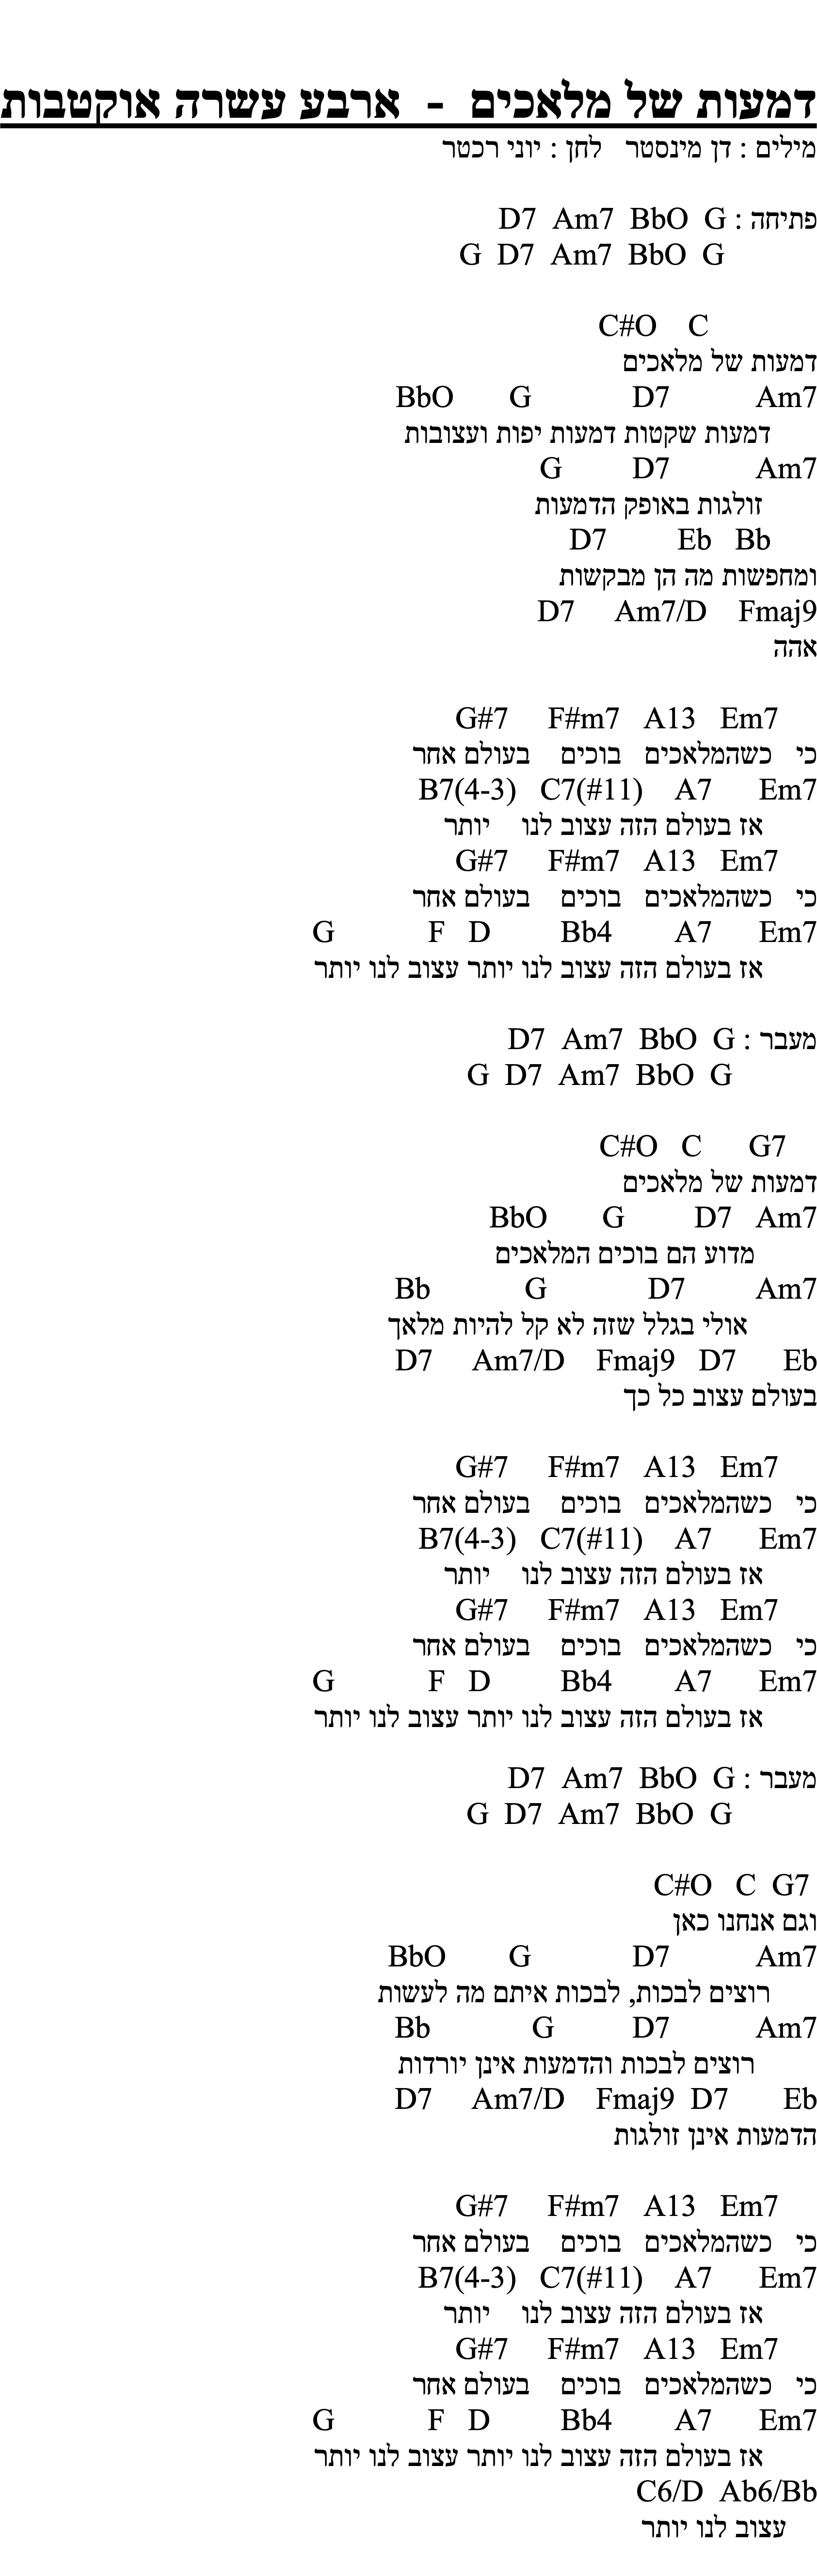 דמעות של מלאכים - ארבע עשרה אוקטבות
מילים : דן מינסטר לחן : יוני רכטר
פתיחה : D7 Am7 BbO G
G D7 Am7 BbO G
C#O C
דמעות של מלאכים
BbO G D7 Am7
דמעות שקטות דמעות יפות ועצובות
G D7 Am7
זולגות באופק הדמעות
D7 Eb Bb
ומחפשות מה הן מבקשות
D7 Am7/D Fmaj9
אהה
G#7 F#m7 A13 Em7
כי כשהמלאכים בוכים בעולם אחר
B7(4-3) C7(#11) A7 Em7
אז בעולם הזה עצוב לנו יותר
G#7 F#m7 A13 Em7
כי כשהמלאכים בוכים בעולם אחר
G F D Bb4 A7 Em7
אז בעולם הזה עצוב לנו יותר עצוב לנו יותר
מעבר : D7 Am7 BbO G
G D7 Am7 BbO G
C#O C G7
דמעות של מלאכים
BbO G D7 Am7
מדוע הם בוכים המלאכים
Bb G D7 Am7
אולי בגלל שזה לא קל להיות מלאך
D7 Am7/D Fmaj9 D7 Eb
בעולם עצוב כל כך
G#7 F#m7 A13 Em7
כי כשהמלאכים בוכים בעולם אחר
B7(4-3) C7(#11) A7 Em7
אז בעולם הזה עצוב לנו יותר
G#7 F#m7 A13 Em7
כי כשהמלאכים בוכים בעולם אחר
G F D Bb4 A7 Em7
אז בעולם הזה עצוב לנו יותר עצוב לנו יותר
מעבר : D7 Am7 BbO G
G D7 Am7 BbO G
C#O C G7
וגם אנחנו כאן
BbO G D7 Am7
רוצים לבכות, לבכות איתם מה לעשות
Bb G D7 Am7
רוצים לבכות והדמעות אינן יורדות
D7 Am7/D Fmaj9 D7 Eb
הדמעות אינן זולגות
G#7 F#m7 A13 Em7
כי כשהמלאכים בוכים בעולם אחר
B7(4-3) C7(#11) A7 Em7
אז בעולם הזה עצוב לנו יותר
G#7 F#m7 A13 Em7
כי כשהמלאכים בוכים בעולם אחר
G F D Bb4 A7 Em7
אז בעולם הזה עצוב לנו יותר עצוב לנו יותר
C6/D Ab6/Bb
עצוב לנו יותר